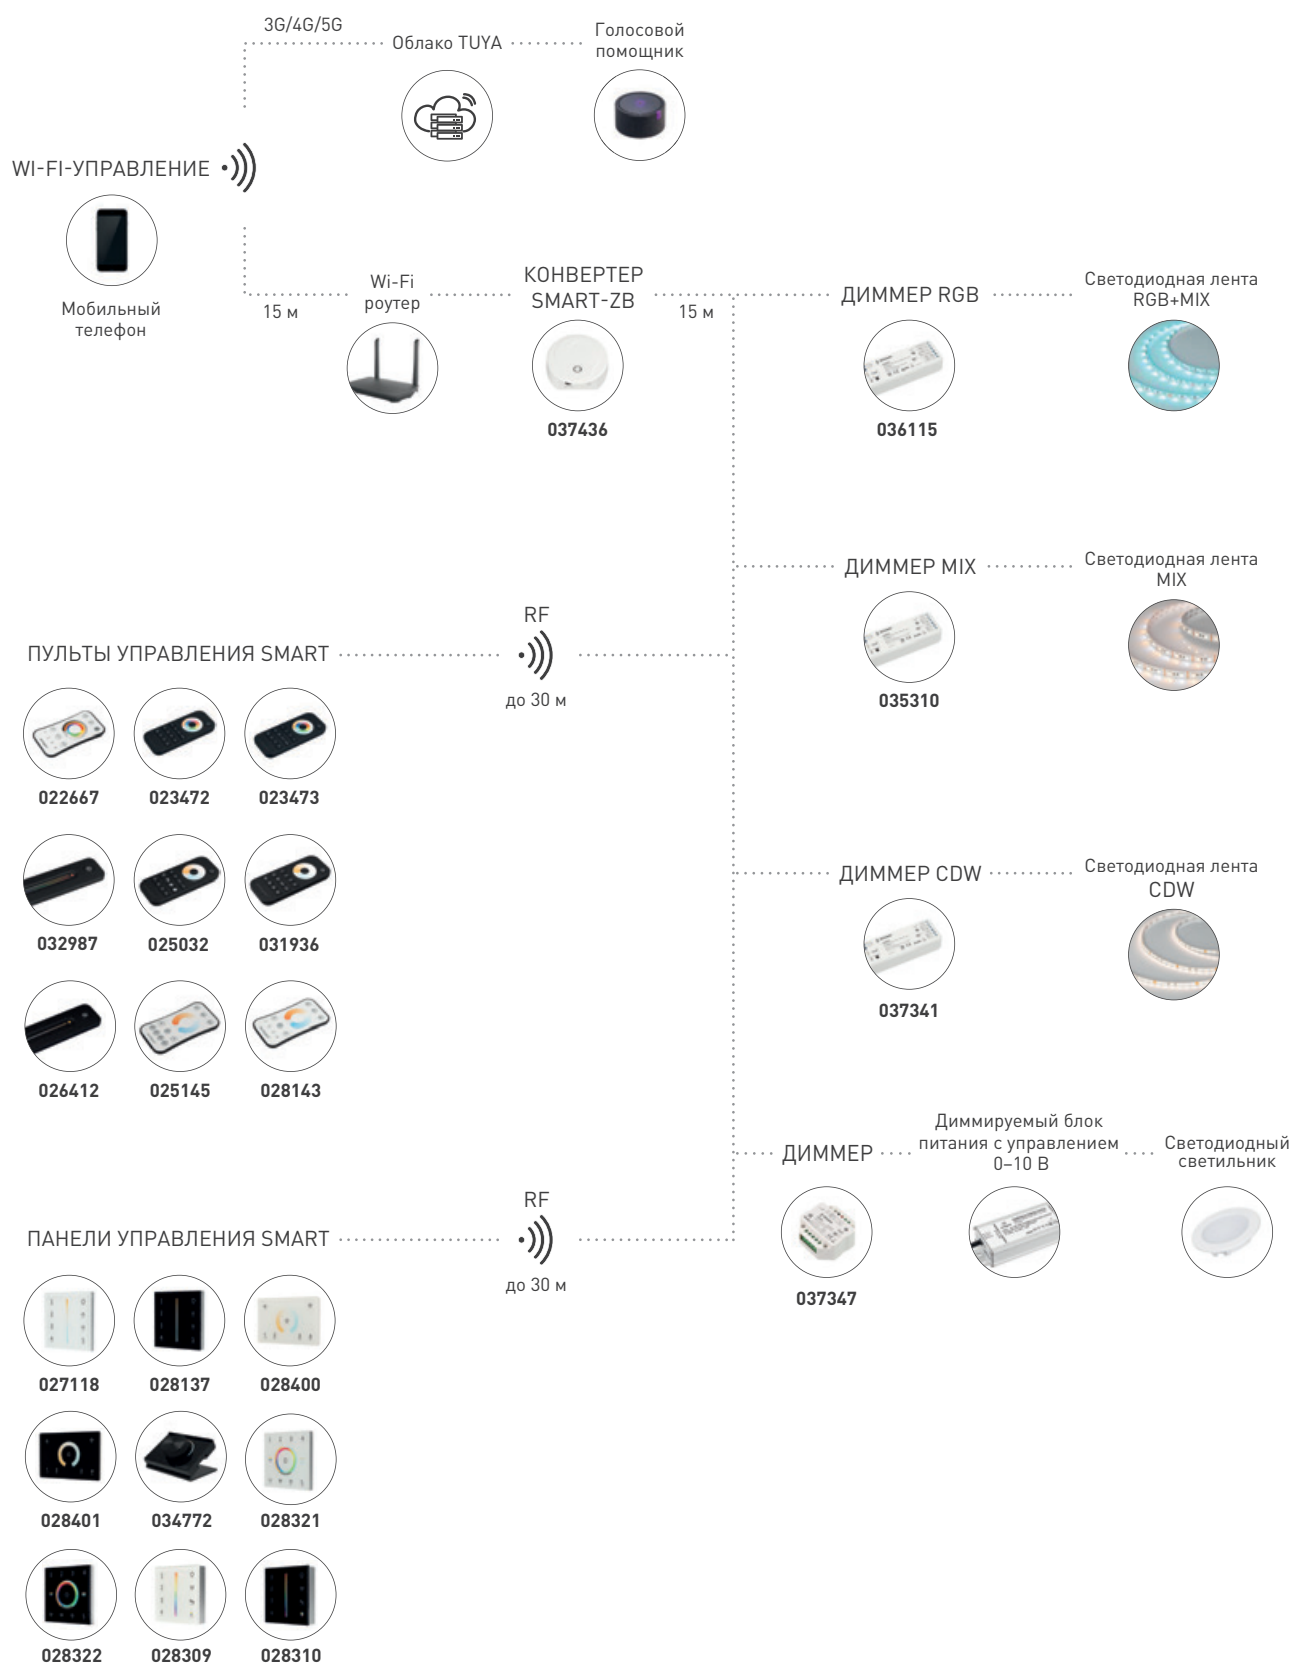 3G/4G/5G
Облако TUYA
Голосовой
помощник
WI-FI-УПРАВЛЕНИЕ
Мобильный
телефон
15 м
Wi-Fi
роутер
КОНВЕРТЕР
SMART-ZB
037436
15 м
ДИММЕР RGB
036115
Светодиодная лента
RGB+MIX
ДИММЕР MIX
035310
Светодиодная лента
MIX
ПУЛЬТЫ УПРАВЛЕНИЯ SMART
RF
до 30 м
022667
023472
023473
032987
025032
031936
026412
025145
028143
ДИММЕР CDW
037341
Светодиодная лента
CDW
ДИММЕР
037347
Диммируемый блок
питания с управлением
0–10 В
Светодиодный
светильник
ПАНЕЛИ УПРАВЛЕНИЯ SMART
RF
до 30 м
027118
028137
028400
028401
034772
028321
028322
028309
028310